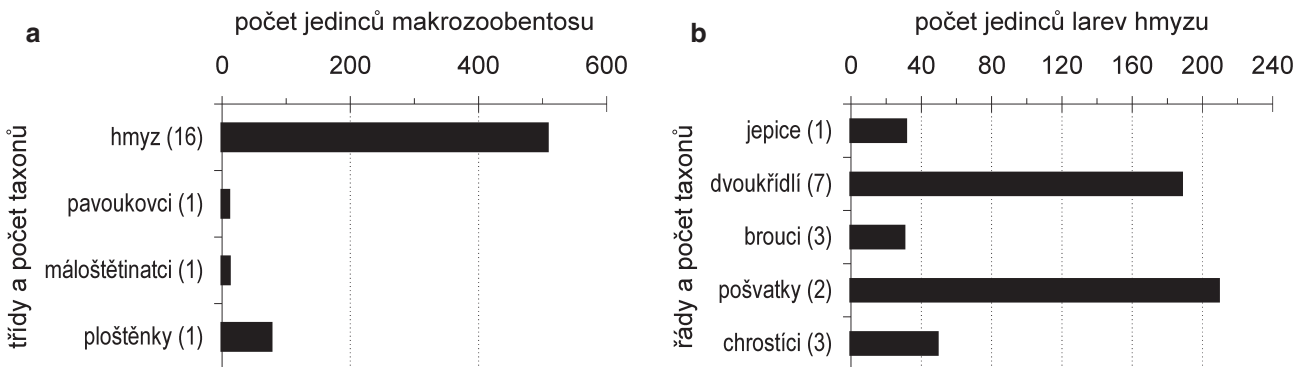 a
počet jedinců makrozoobentosu
0 200 400 600
třídy a počet taxonů
hmyz (16)
pavoukovci (1)
máloštětinatci (1)
ploštěnky (1)
b
počet jedinců larev hmyzu
0 40 80 120 160 200 240
řády a počet taxonů
jepice (1)
dvoukřídlí (7)
brouci (3)
pošvatky (2)
chrostíci (3)